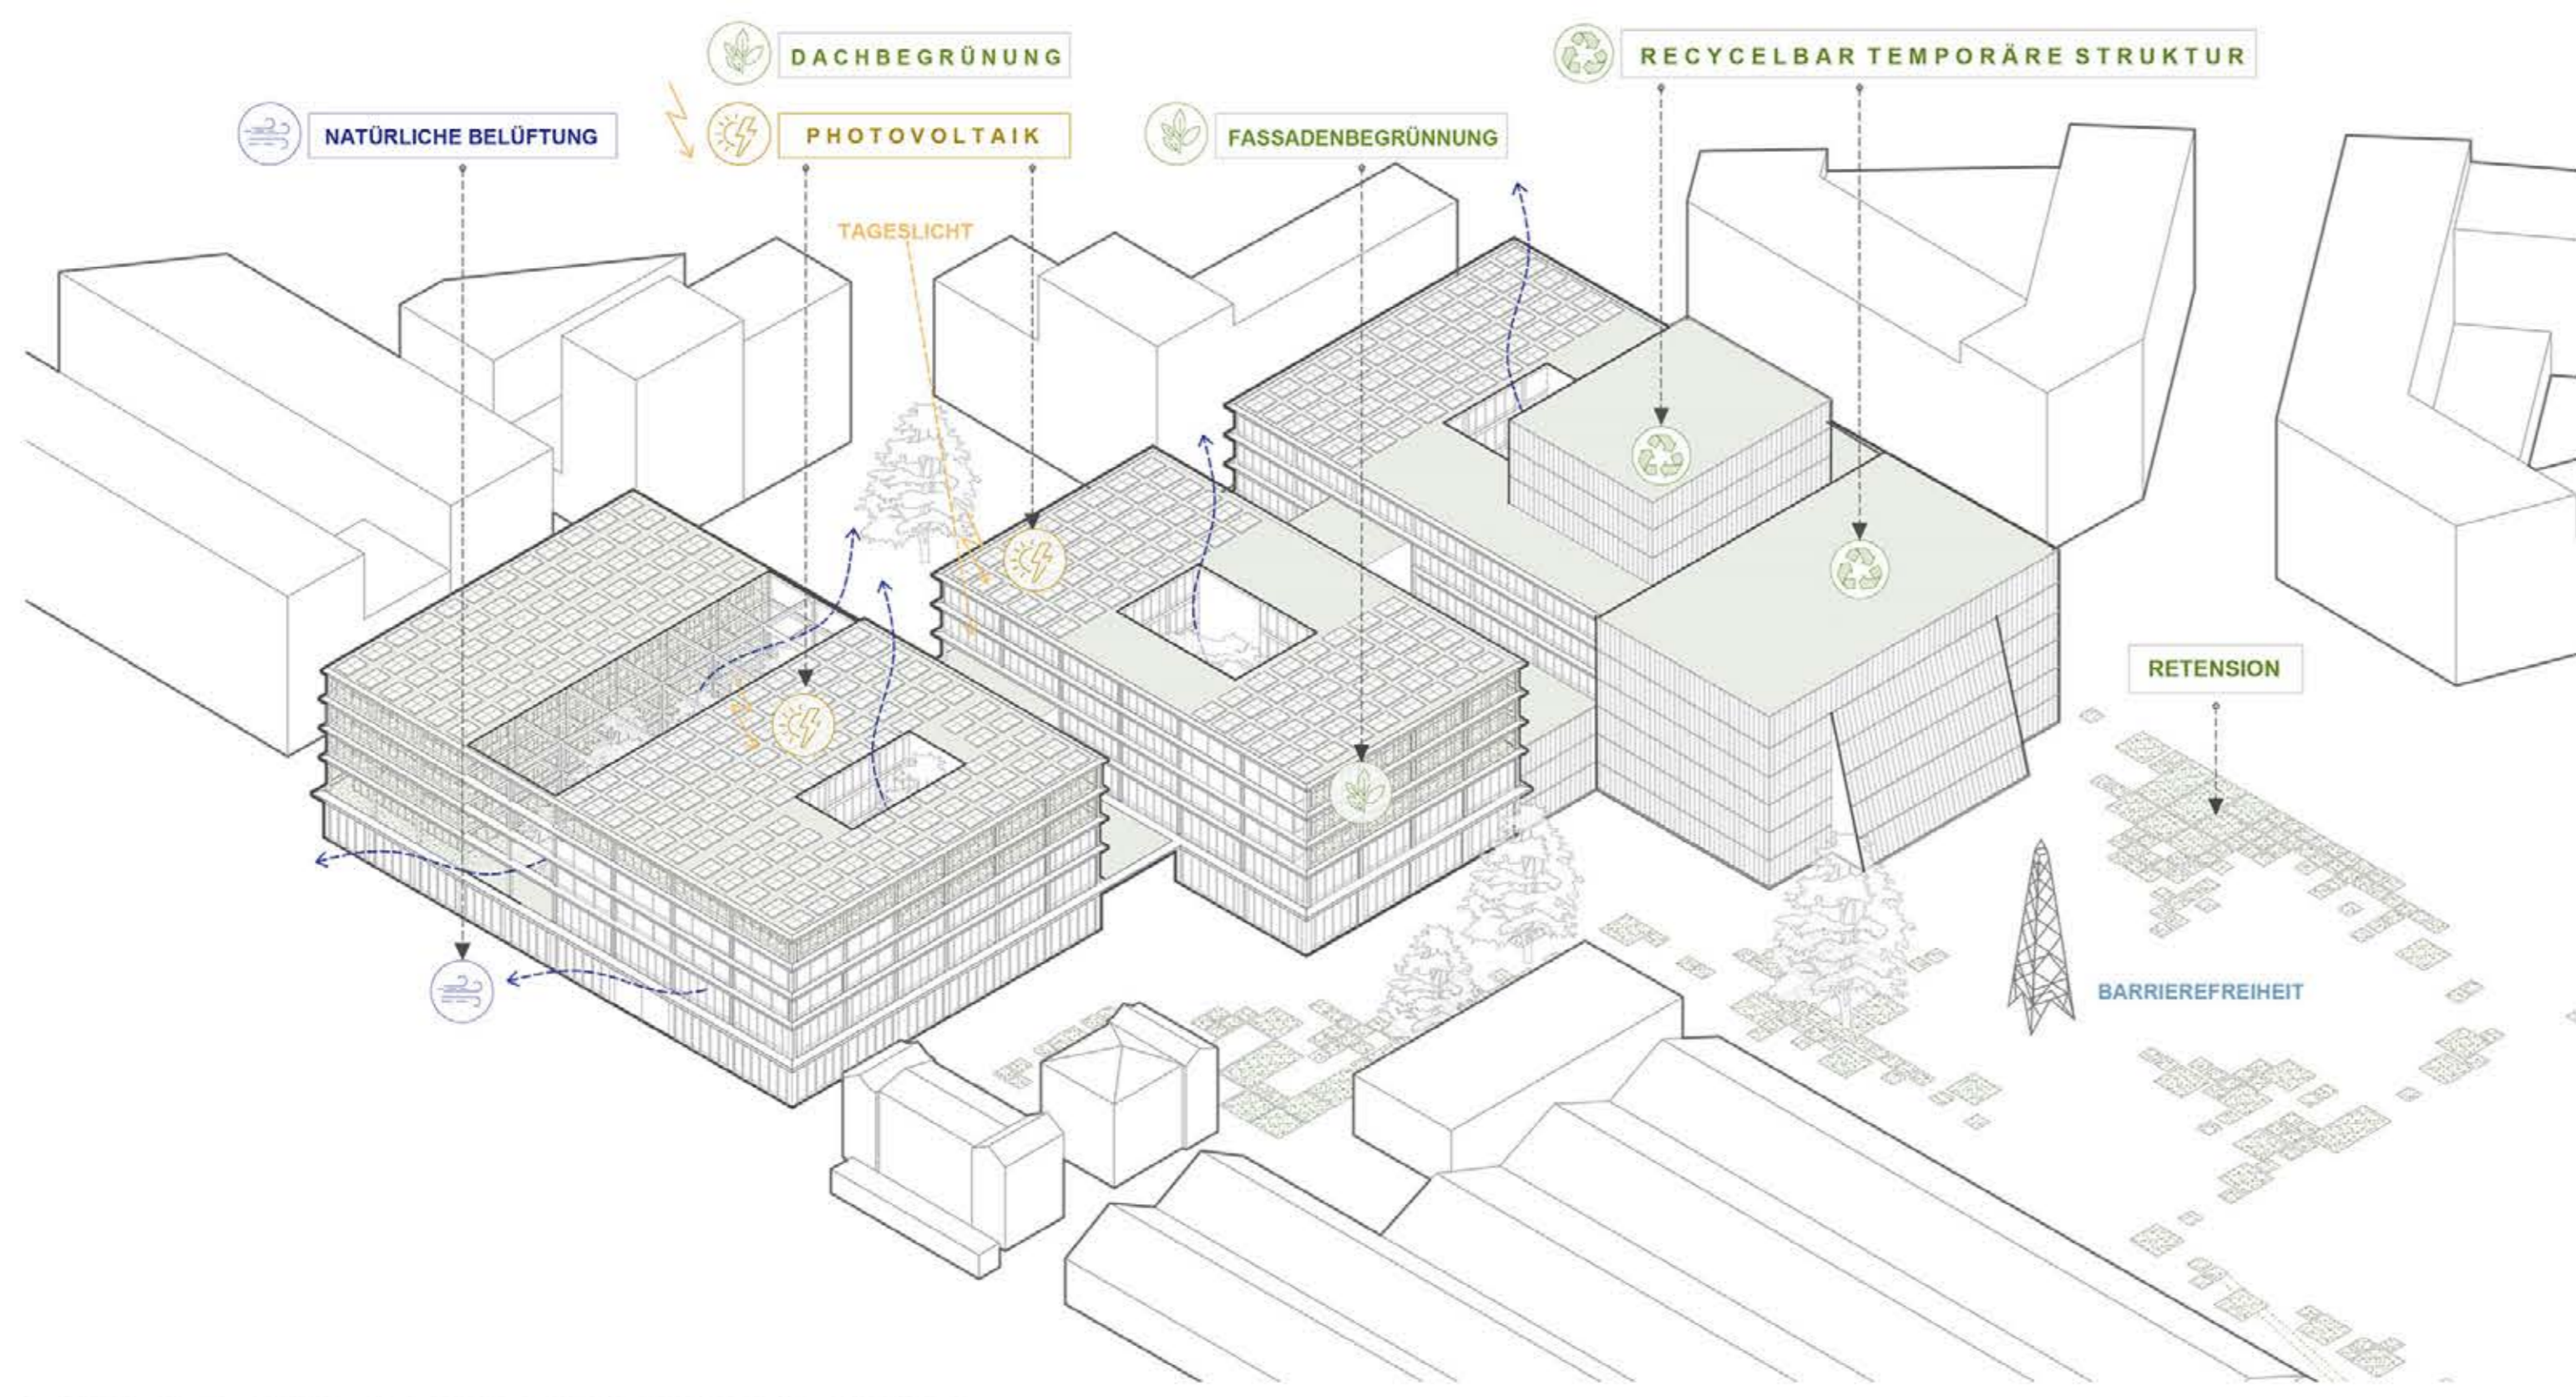 DACHBEGRÜNUNG
RECYCELBAR TEMPORÄRE STRUKTUR
NATÜRLICHE BELÜFTUNG
PHOTOVOLTAIK
FASSADENBEGRÜNNUNG
TAGESLICHT
RETENSION
BARRIEREFREIHEIT